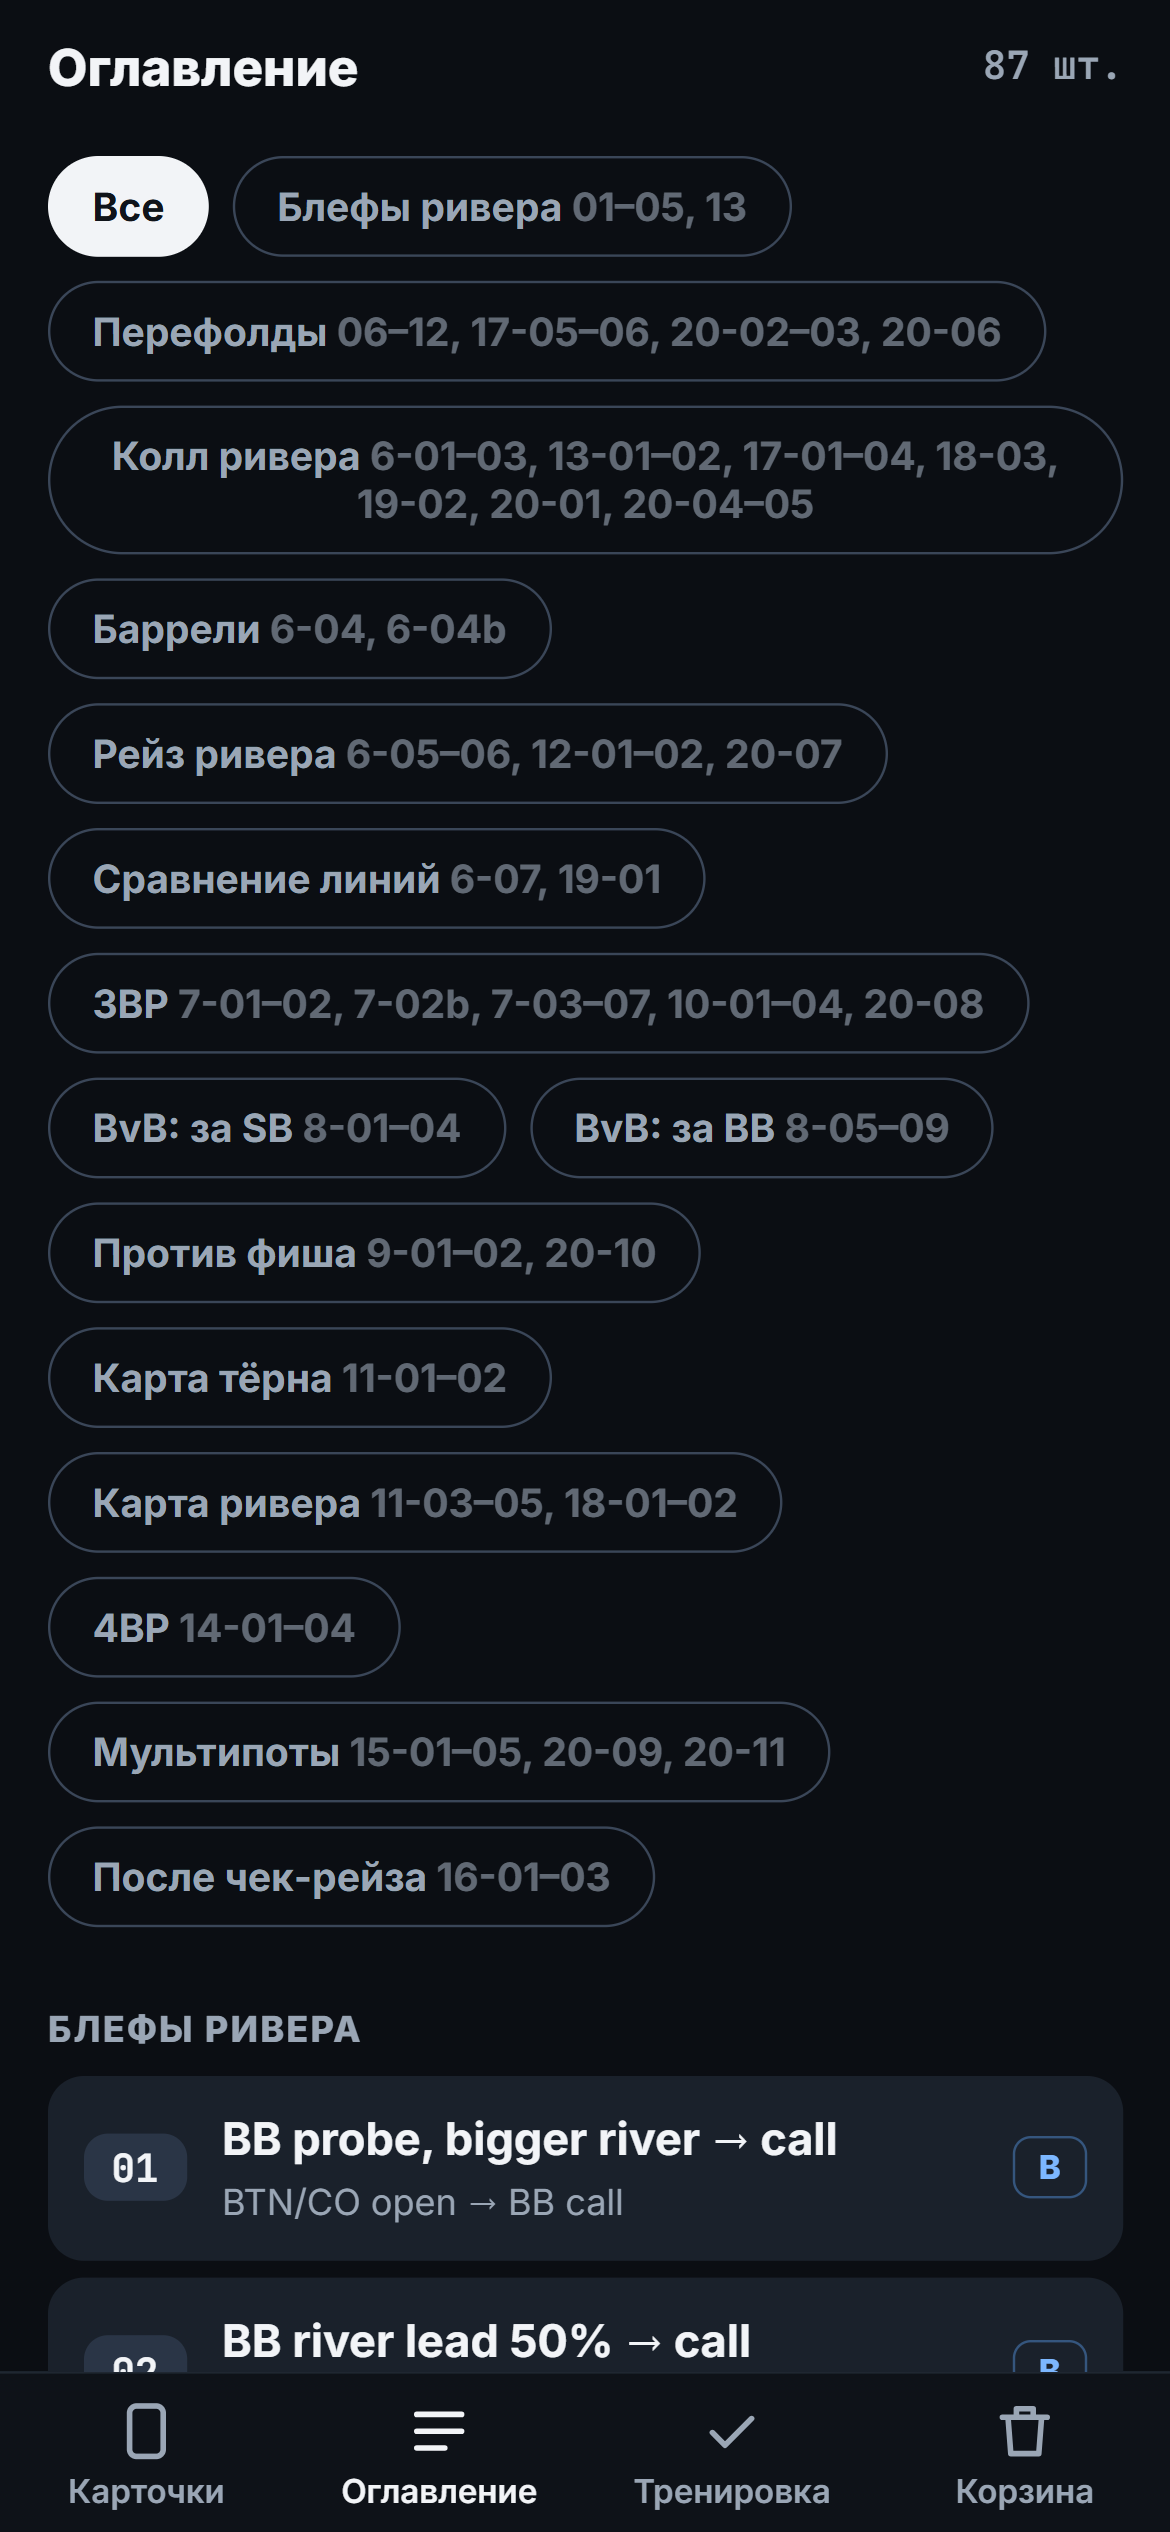 Оглавление
87 шт.
Все
Блефы ривера 01–05, 13
Перефолды 06–12, 17-05–06, 20-02–03, 20-06
Колл ривера 6-01–03, 13-01–02, 17-01–04, 18-03,
19-02, 20-01, 20-04–05
Баррели 6-04, 6-04b
Рейз ривера 6-05–06, 12-01–02, 20-07
Сравнение линий 6-07, 19-01
3BP 7-01–02, 7-02b, 7-03–07, 10-01–04, 20-08
BvB: за SB 8-01–04
BvB: за BB 8-05–09
Против фиша 9-01–02, 20-10
Карта тёрна 11-01–02
Карта ривера 11-03–05, 18-01–02
4BP 14-01–04
Мультипоты 15-01–05, 20-09, 20-11
После чек-рейза 16-01–03
БЛЕФЫ РИВЕРА
01
BB probe, bigger river → call
B
BTN/CO open → BB call
02
BB river lead 50% → call
B
Карточки
Оглавление
Тренировка
Корзина